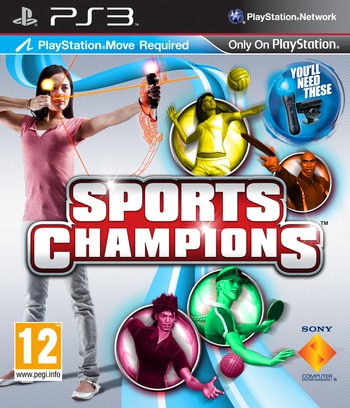 PS3
PlayStation®Network
PlayStation®Move Required
Only On PlayStation®
YOU'LL
NEED
THESE
SPORTS
CHAMPIONS™
12
www.pegi.info
SONY
COMPUTER
ENTERTAINMENT®